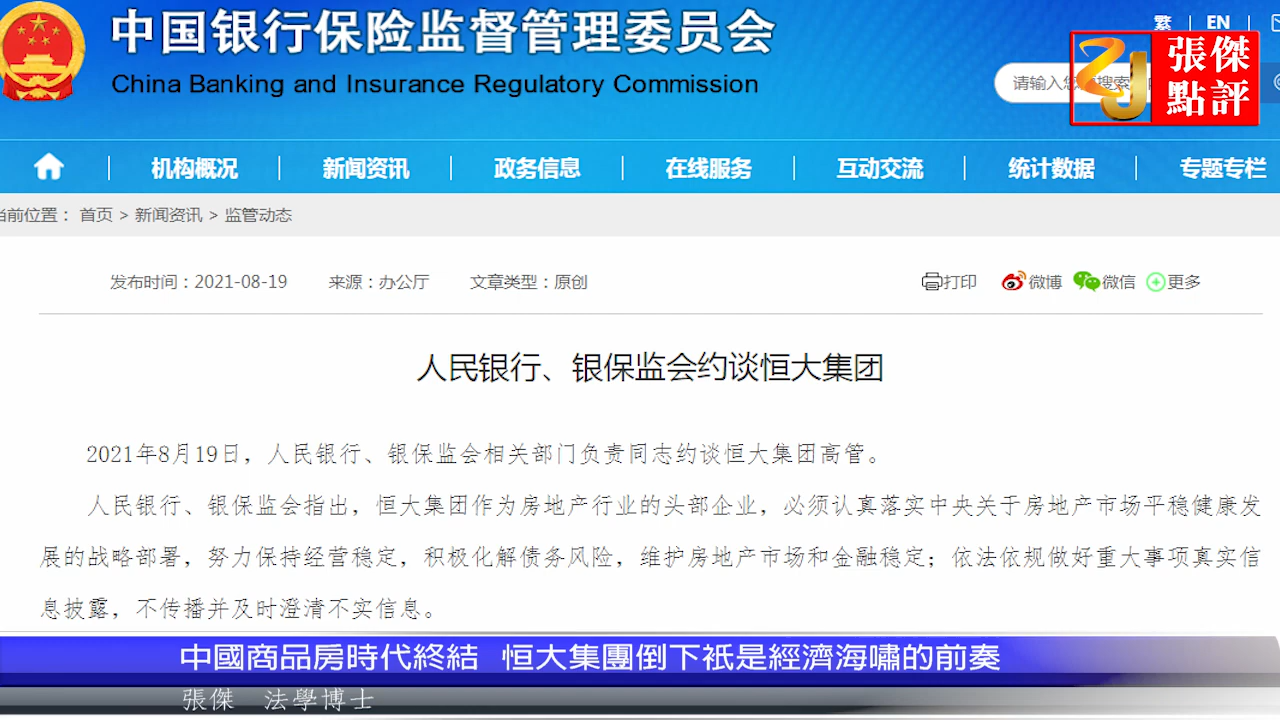 中国银行保险监督管理委员会
China Banking and Insurance Regulatory Commission
繁 | EN |
请输入您 搜索
張傑
點評
机构概况 | 新闻资讯 | 政务信息 | 在线服务 | 互动交流 | 统计数据 | 专题专栏
当前位置： 首页 > 新闻资讯 > 监管动态
发布时间：2021-08-19 来源：办公厅 文章类型：原创
打印 微博 微信 更多
人民银行、银保监会约谈恒大集团
2021年8月19日，人民银行、银保监会相关部门负责同志约谈恒大集团高管。
人民银行、银保监会指出，恒大集团作为房地产行业的头部企业，必须认真落实中央关于房地产市场平稳健康发
展的战略部署，努力保持经营稳定，积极化解债务风险，维护房地产市场和金融稳定；依法依规做好重大事项真实信
息披露，不传播并及时澄清不实信息。
中國商品房時代終結 恒大集團倒下衹是經濟海嘯的前奏
張傑 法學博士